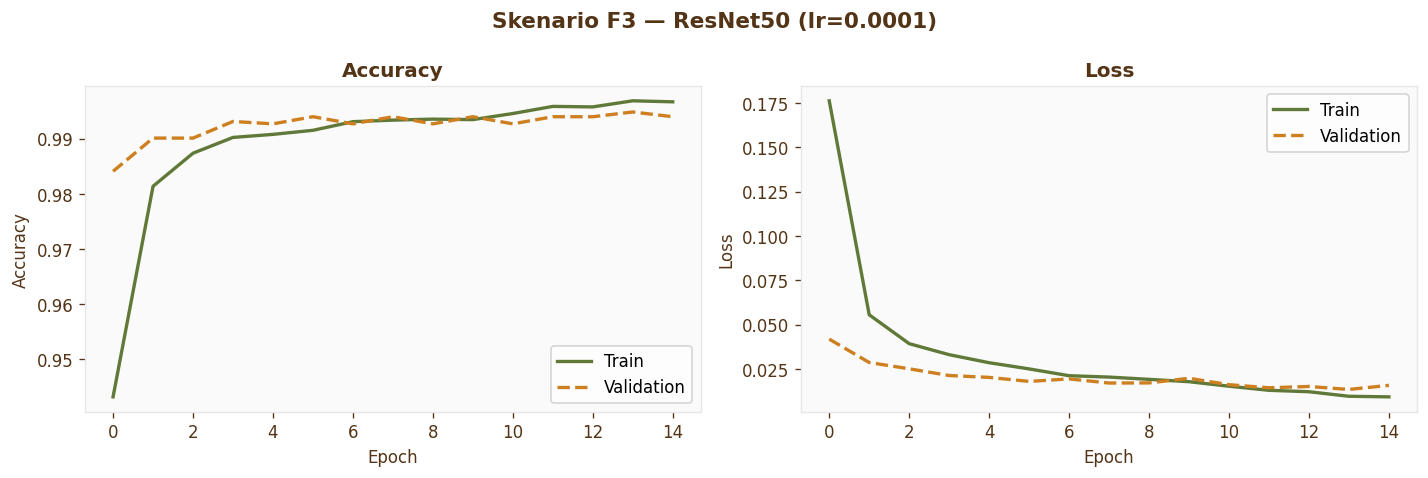 Skenario F3 — ResNet50 (lr=0.0001)
Accuracy
Accuracy
0.99
0.98
0.97
0.96
0.95
0 2 4 6 8 10 12 14
Epoch
Train
Validation
Loss
Loss
0.175
0.150
0.125
0.100
0.075
0.050
0.025
0 2 4 6 8 10 12 14
Epoch
Train
Validation